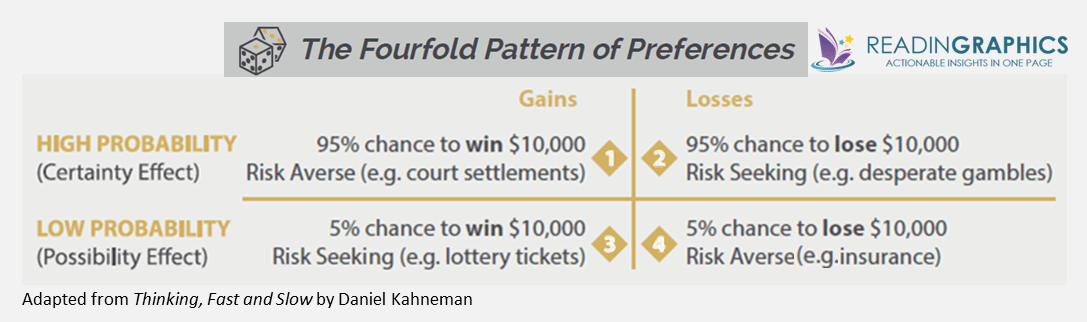 The Fourfold Pattern of Preferences
READINGRAPHICS
ACTIONABLE INSIGHTS IN ONE PAGE
Gains
Losses
HIGH PROBABILITY
(Certainty Effect)
95% chance to win $10,000
Risk Averse (e.g. court settlements)
1
2
95% chance to lose $10,000
Risk Seeking (e.g. desperate gambles)
LOW PROBABILITY
(Possibility Effect)
5% chance to win $10,000
Risk Seeking (e.g. lottery tickets)
3
4
5% chance to lose $10,000
Risk Averse(e.g.insurance)
Adapted from Thinking, Fast and Slow by Daniel Kahneman